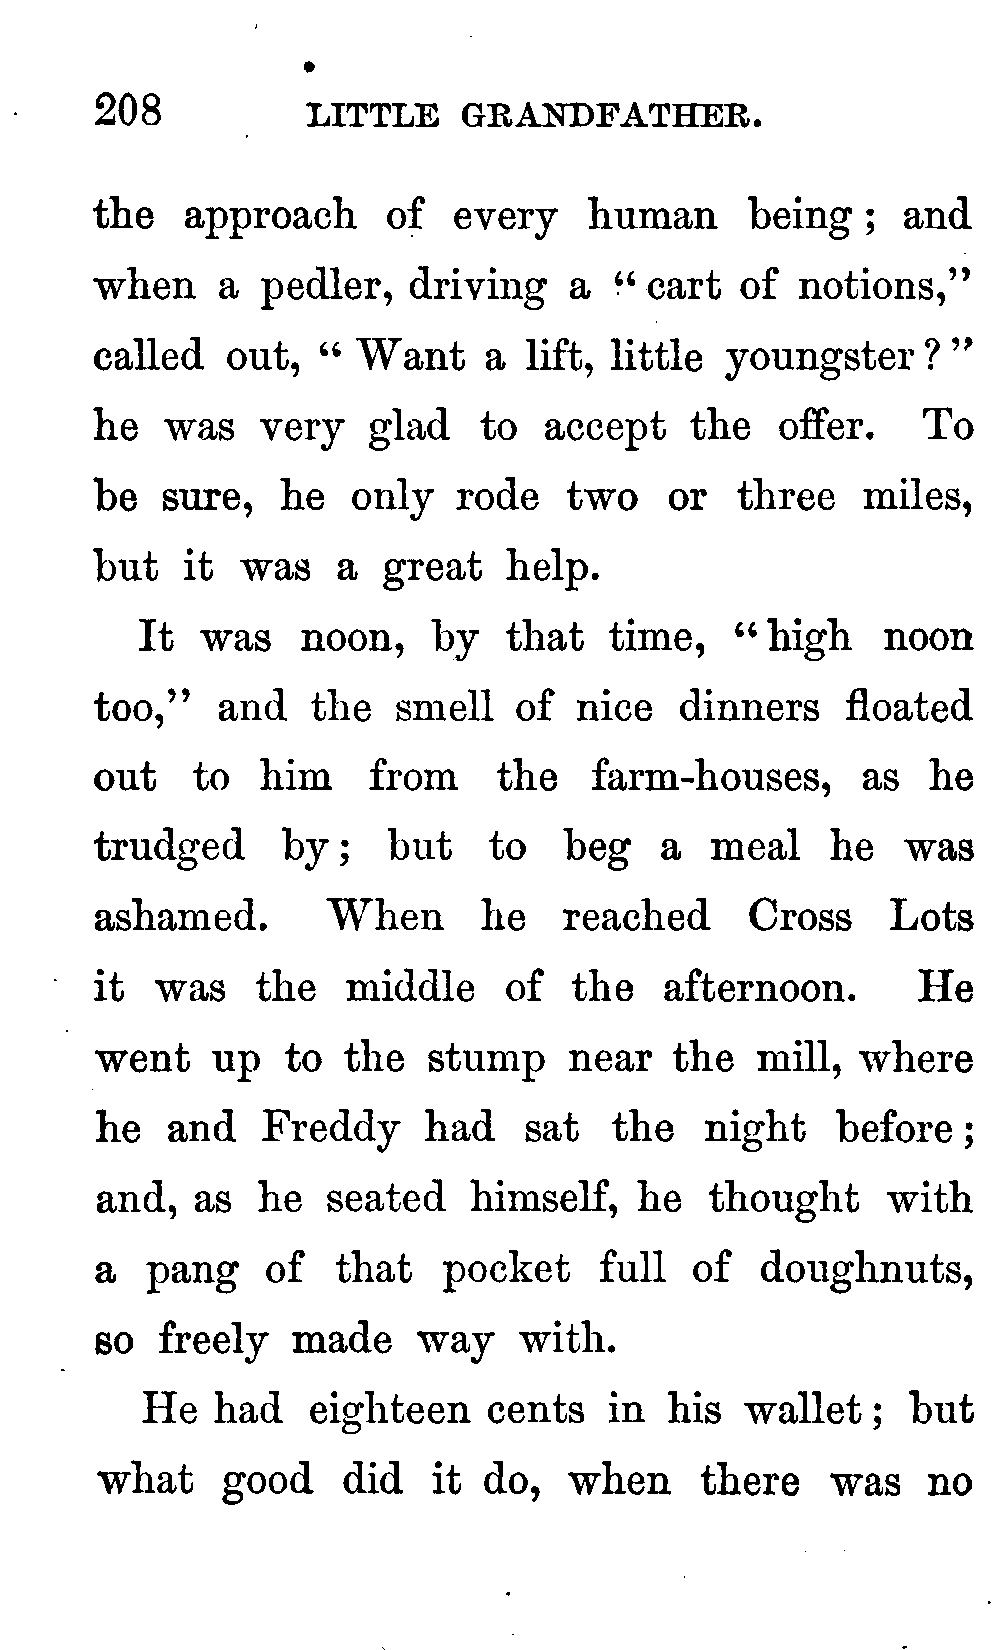 208 LITTLE GRANDFATHER.
the approach of every human being; and
when a pedler, driving a "cart of notions,"
called out, "Want a lift, little youngster?"
he was very glad to accept the offer. To
be sure, he only rode two or three miles,
but it was a great help.
It was noon, by that time, "high noon
too," and the smell of nice dinners floated
out to him from the farm-houses, as he
trudged by; but to beg a meal he was
ashamed. When he reached Cross Lots
it was the middle of the afternoon. He
went up to the stump near the mill, where
he and Freddy had sat the night before;
and, as he seated himself, he thought with
a pang of that pocket full of doughnuts,
so freely made way with.
He had eighteen cents in his wallet; but
what good did it do, when there was no